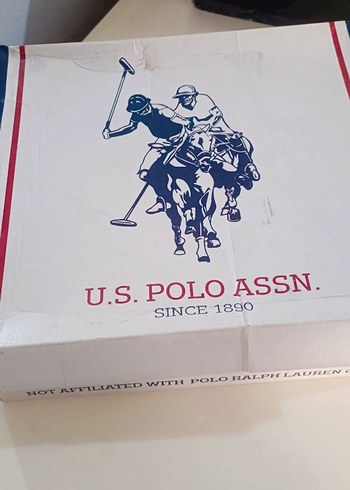 U.S. POLO ASSN.
SINCE 1890
NOT AFFILIATED WITH POLO RALPH LAUREN